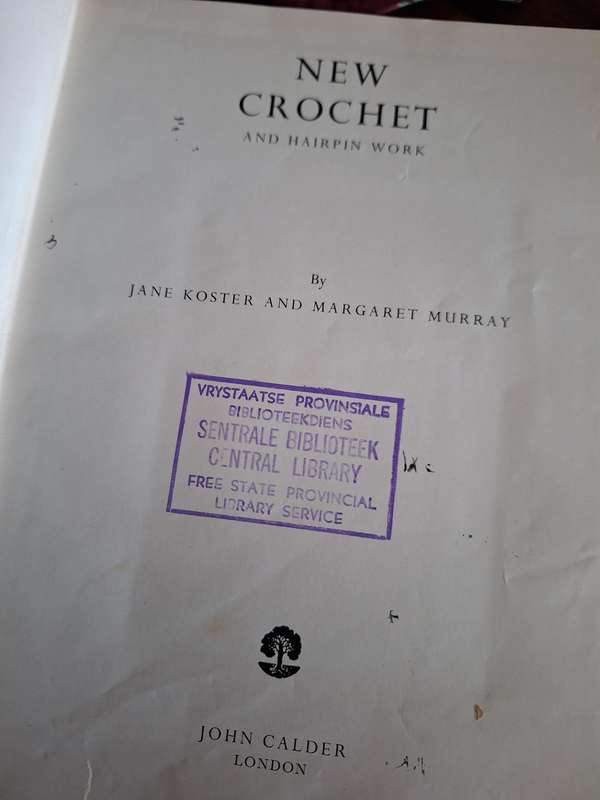 NEW
CROCHET
AND HAIRPIN WORK
By
JANE KOSTER AND MARGARET MURRAY
VRYSTAATSE PROVINSIALE
BIBLIOTEEKDIENS
SENTRALE BIBLIOTEEK
CENTRAL LIBRARY
FREE STATE PROVINCIAL
LIBRARY SERVICE
JOHN CALDER
LONDON